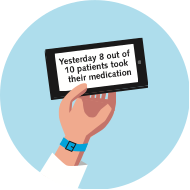 Yesterday 8 out of
10 patients took
their medication